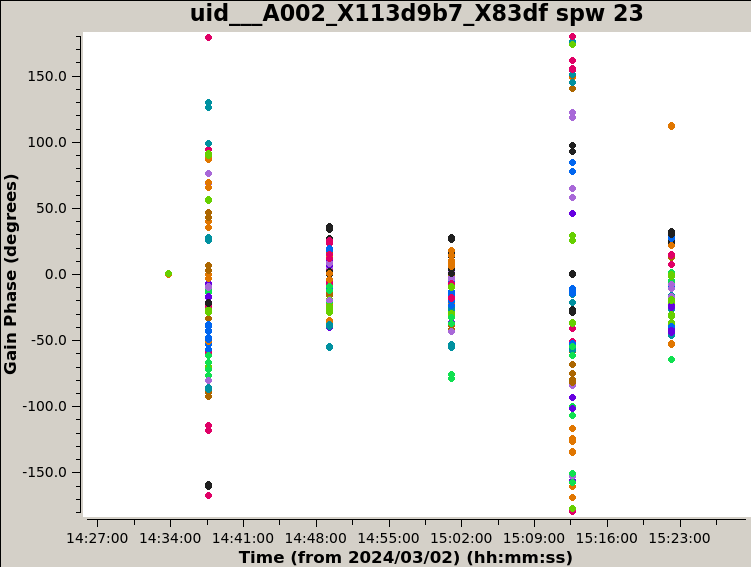 uid___A002_X113d9b7_X83df spw 23
Gain Phase (degrees)
150.0
100.0
50.0
0.0
-50.0
-100.0
-150.0
14:27:00 14:34:00 14:41:00 14:48:00 14:55:00 15:02:00 15:09:00 15:16:00 15:23:00
Time (from 2024/03/02) (hh:mm:ss)